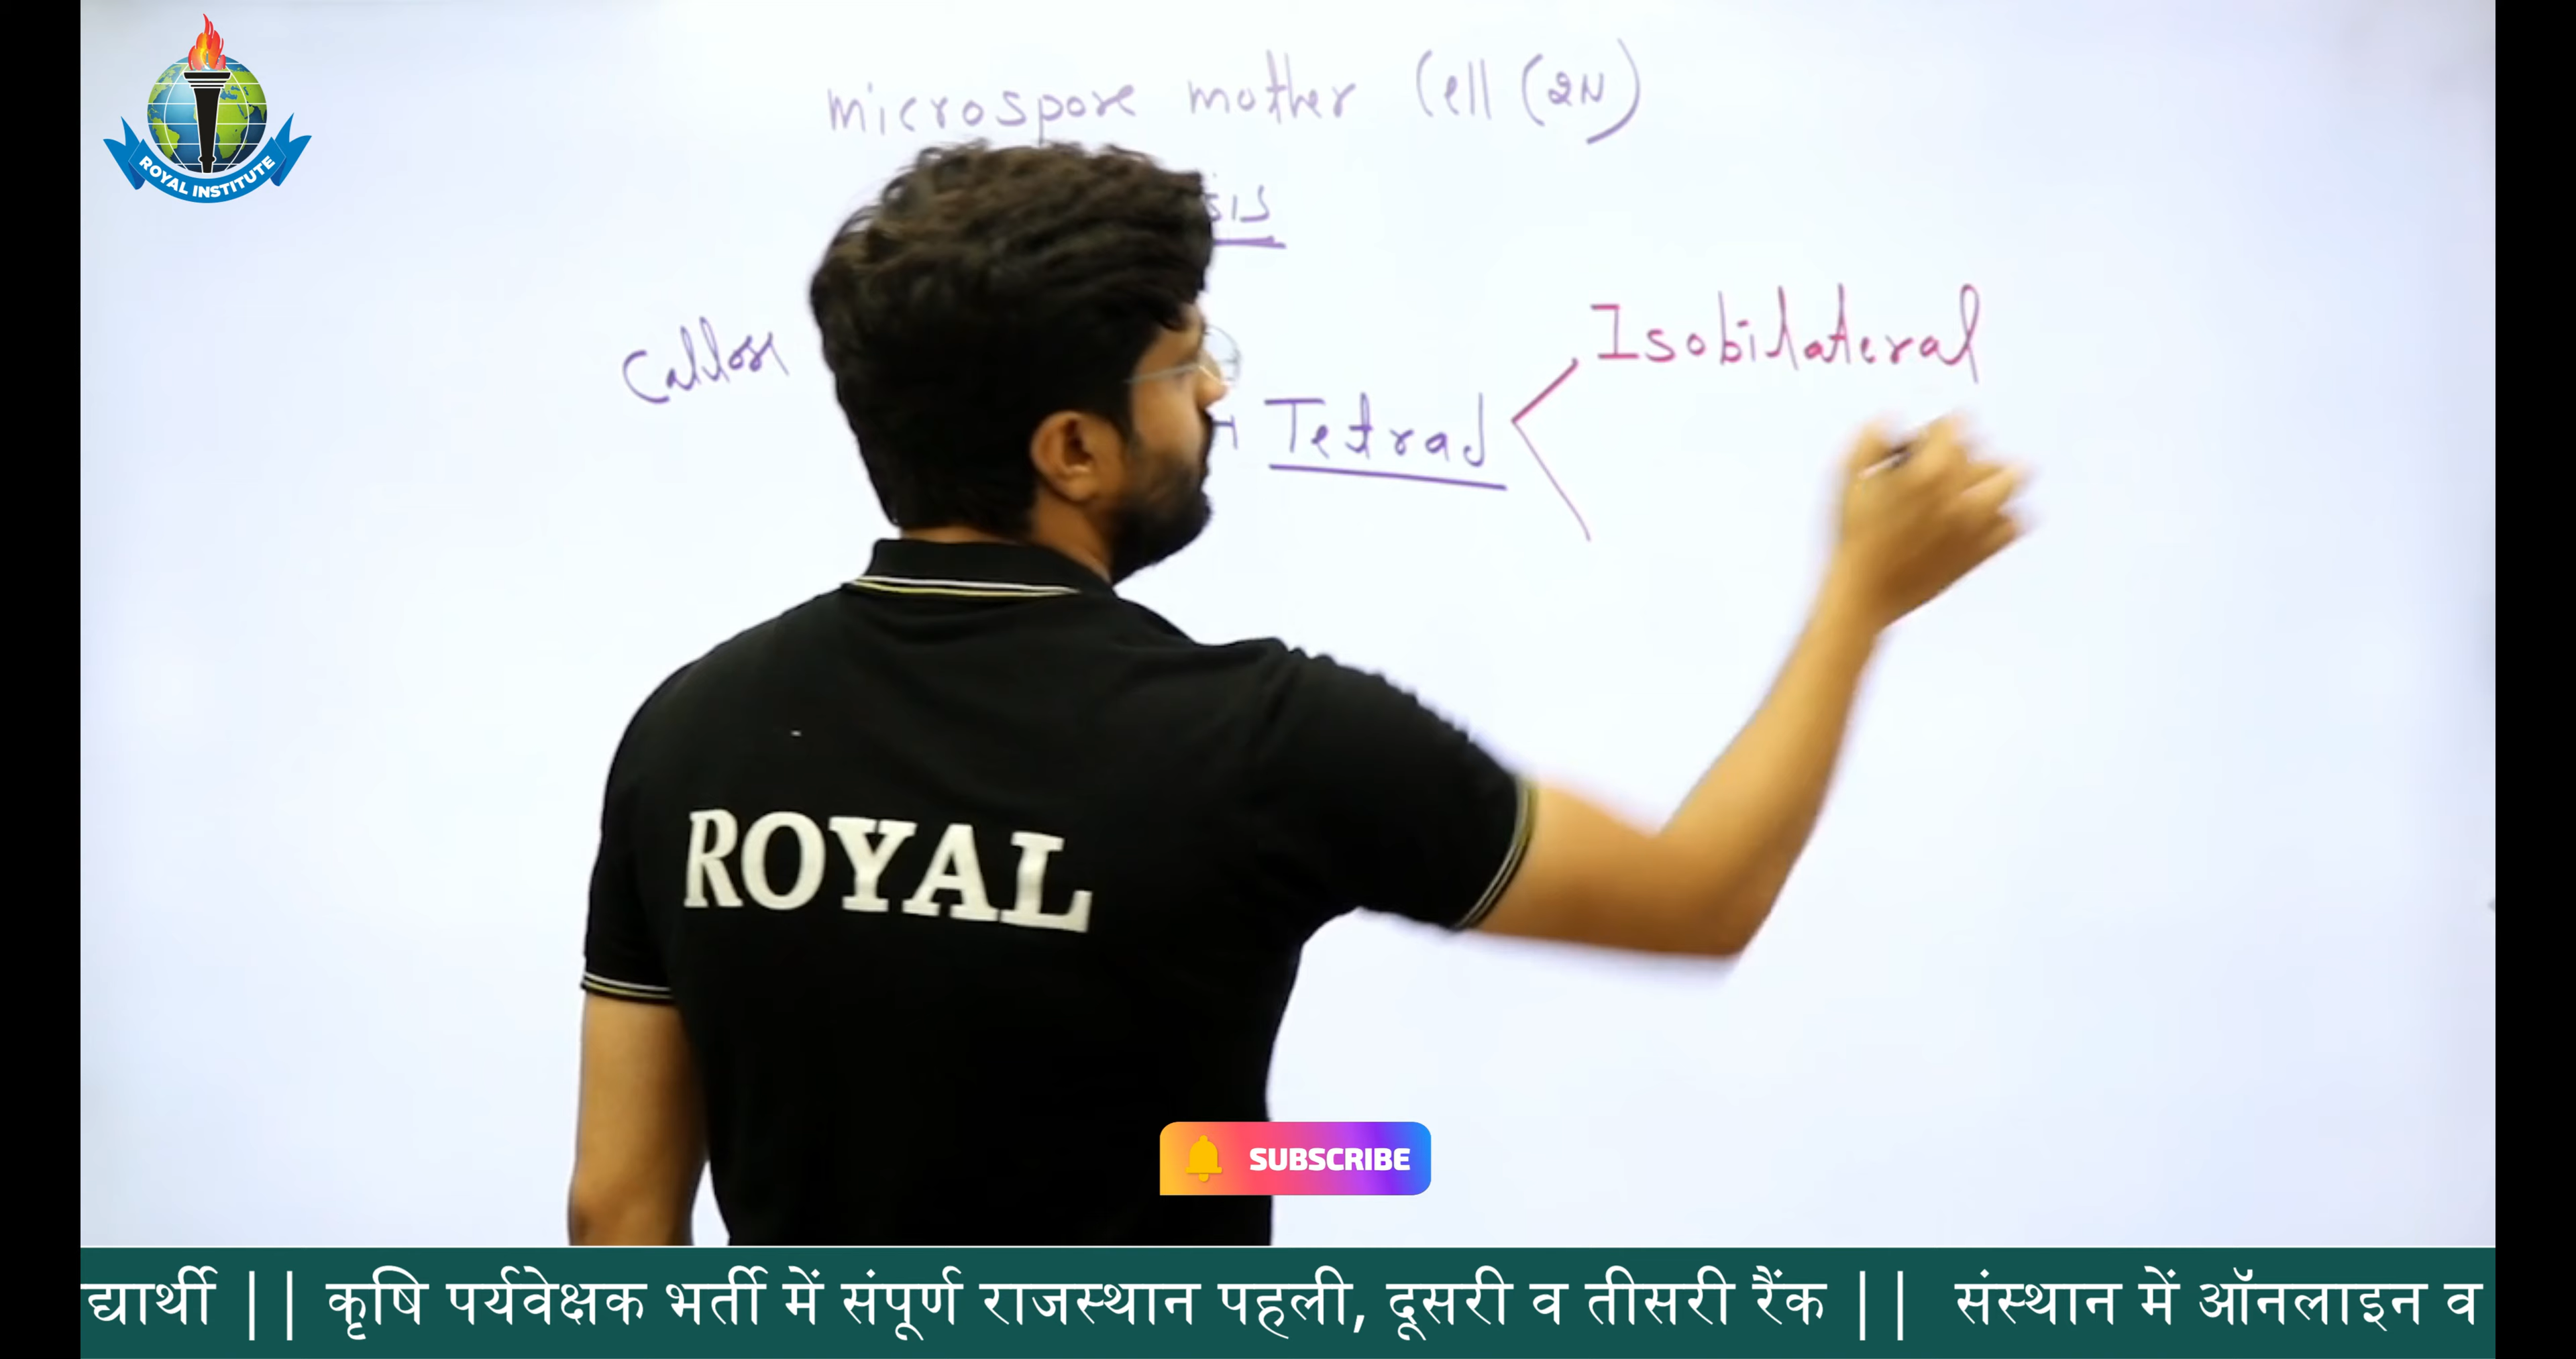 ROYAL INSTITUTE
microspore mother Cell (2N)
sis
Isobilateral
Callose
Tetrad
ROYAL
SUBSCRIBE
द्यार्थी || कृषि पर्यवेक्षक भर्ती में संपूर्ण राजस्थान पहली, दूसरी व तीसरी रैंक || संस्थान में ऑनलाइन व